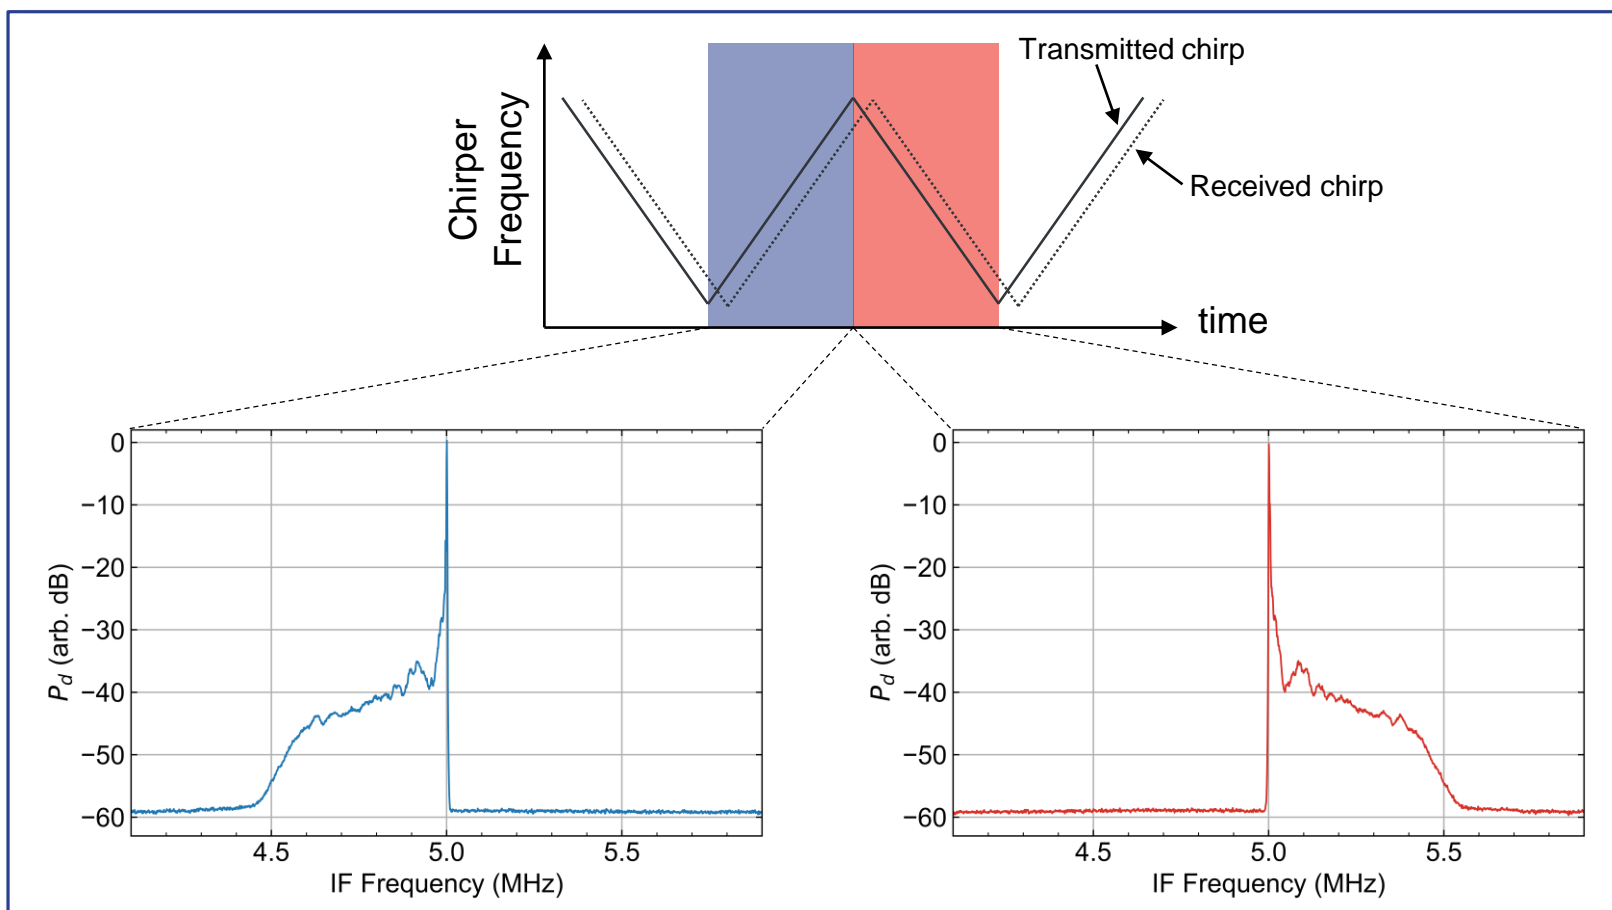 Transmitted chirp
Received chirp
Chirper
Frequency
time
0
−10
−20
−30
−40
−50
−60
P_d (arb. dB)
4.5 5.0 5.5
IF Frequency (MHz)
0
−10
−20
−30
−40
−50
−60
P_d (arb. dB)
4.5 5.0 5.5
IF Frequency (MHz)